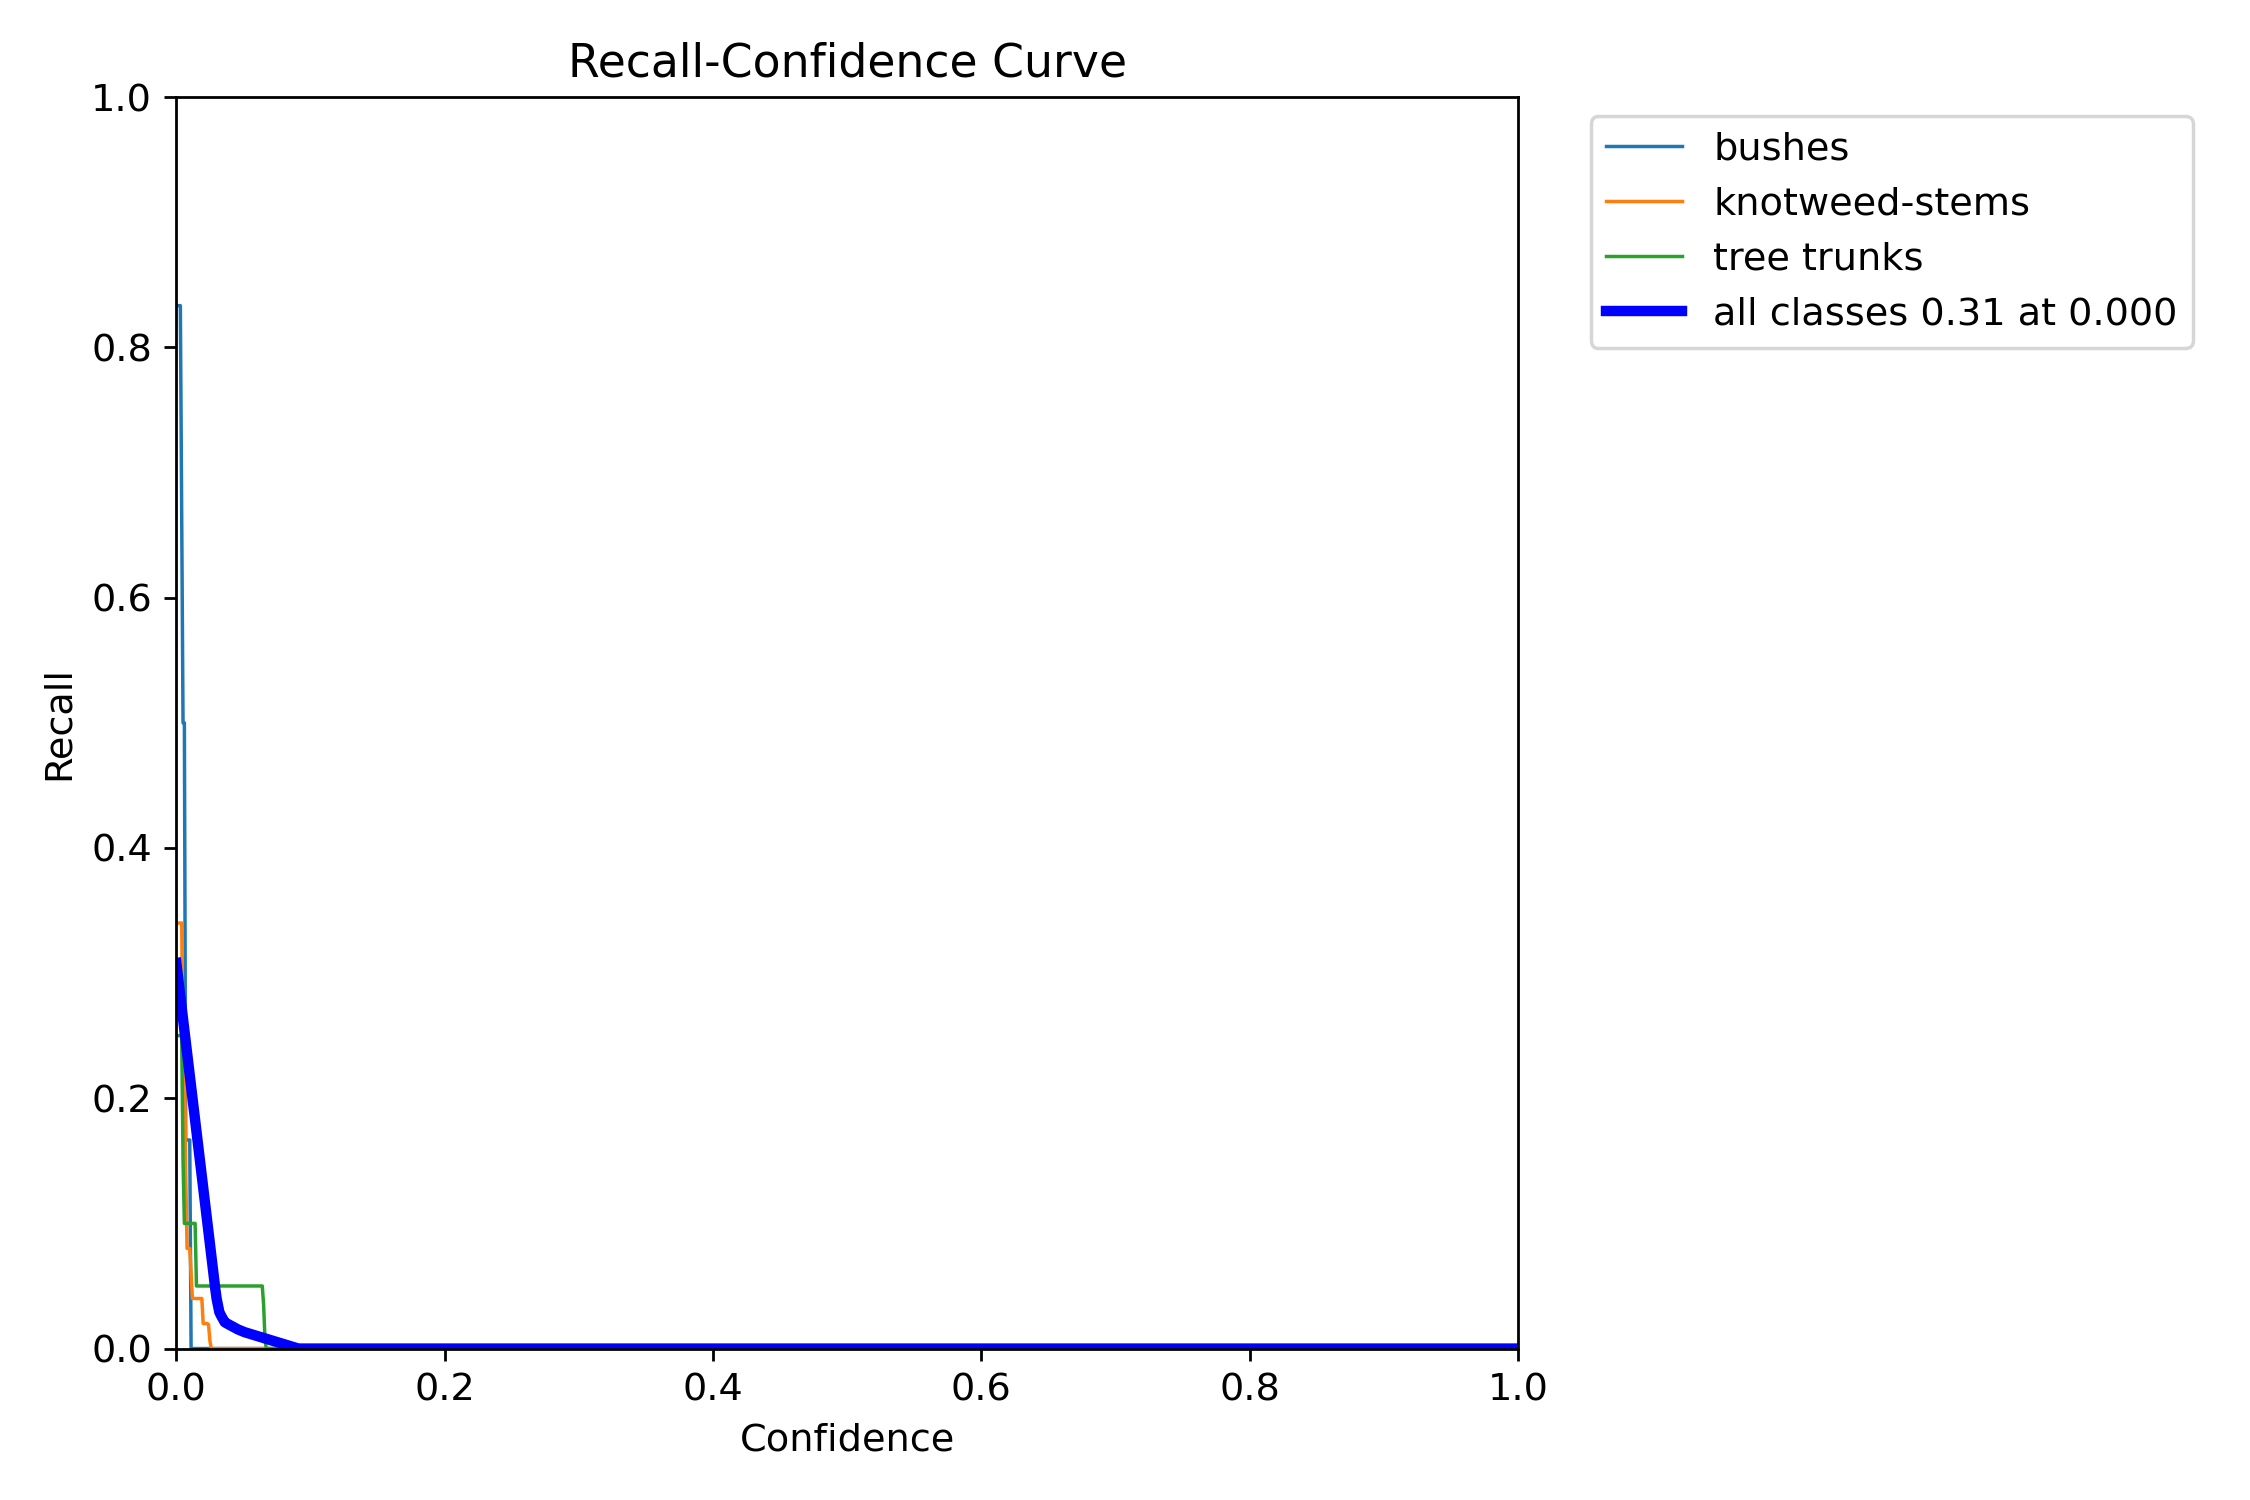 Recall-Confidence Curve
1.0
0.8
0.6
0.4
0.2
0.0
Recall
0.0 0.2 0.4 0.6 0.8 1.0
Confidence
bushes
knotweed-stems
tree trunks
all classes 0.31 at 0.000